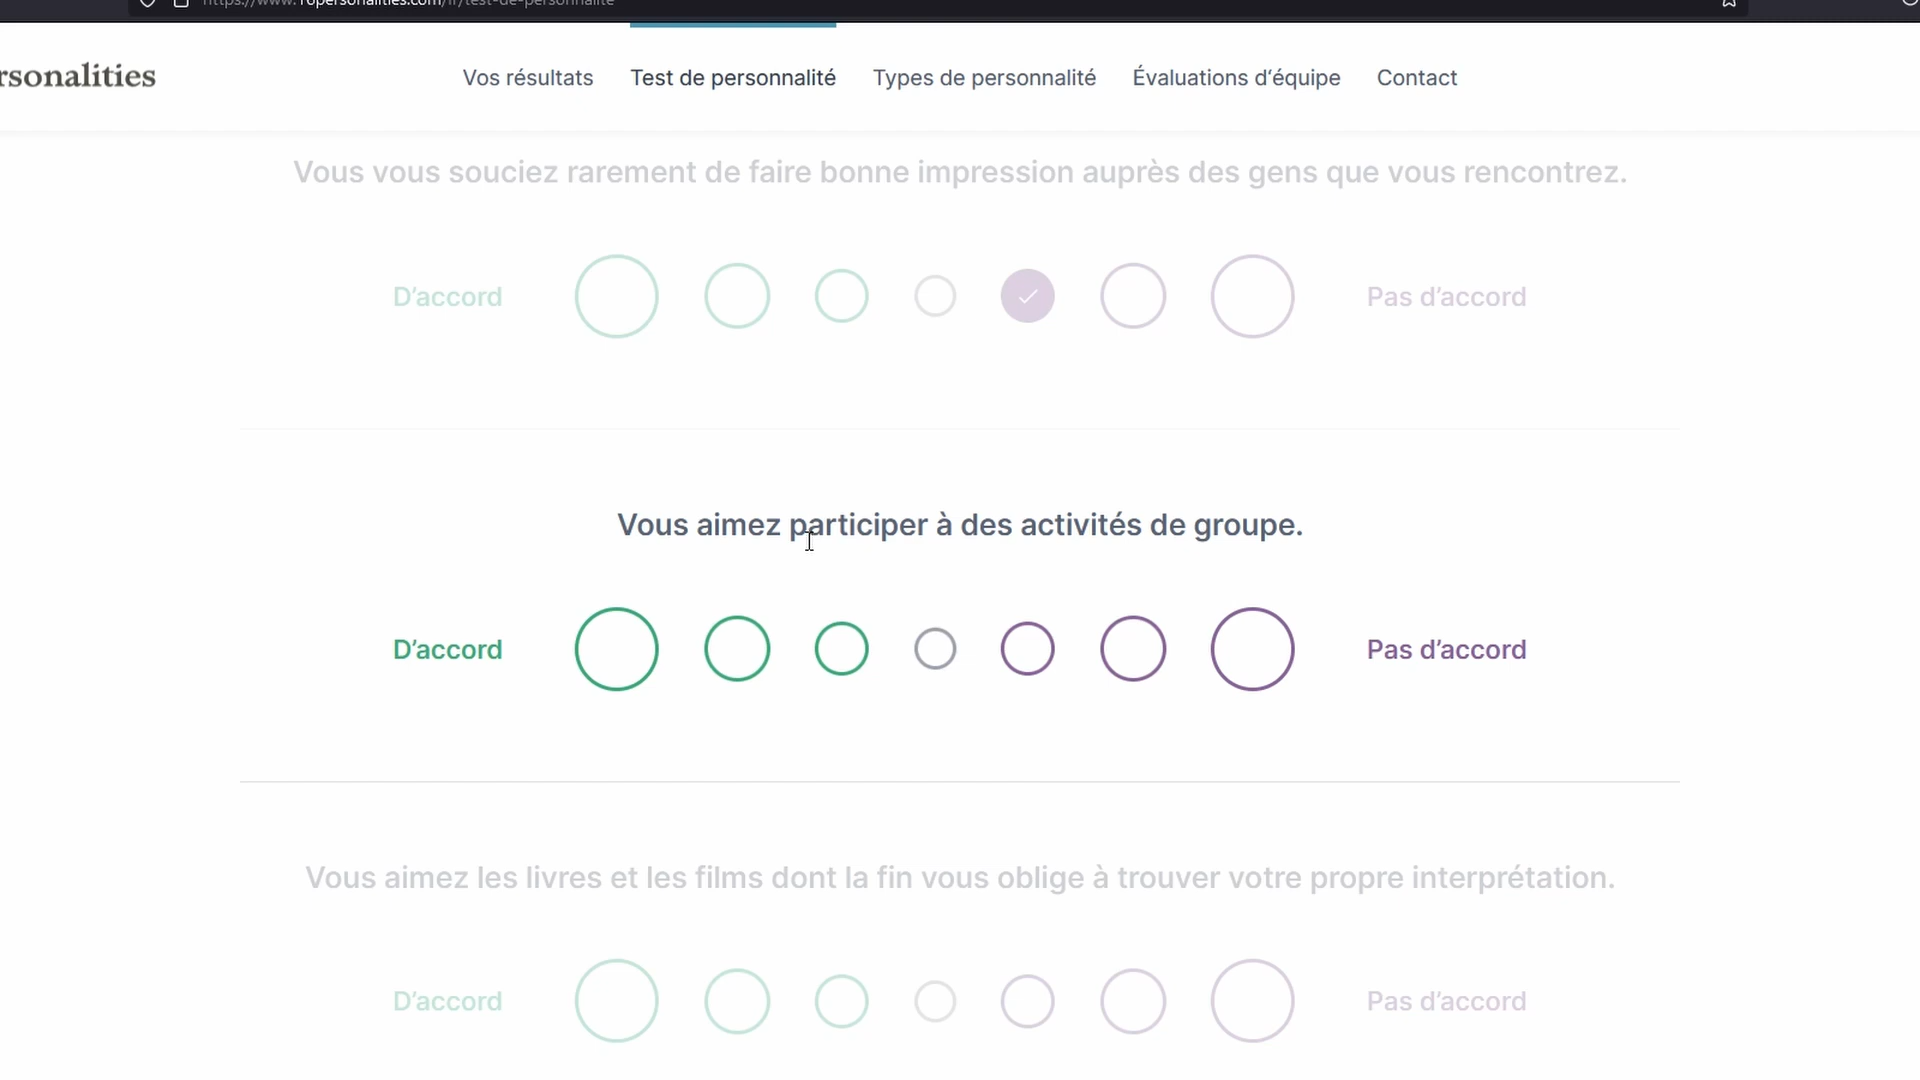 rsonalities
Vos résultats Test de personnalité Types de personnalité Évaluations d‘équipe Contact
Vous vous souciez rarement de faire bonne impression auprès des gens que vous rencontrez.
D’accord Pas d’accord
Vous aimez participer à des activités de groupe.
D’accord Pas d’accord
Vous aimez les livres et les films dont la fin vous oblige à trouver votre propre interprétation.
D’accord Pas d’accord